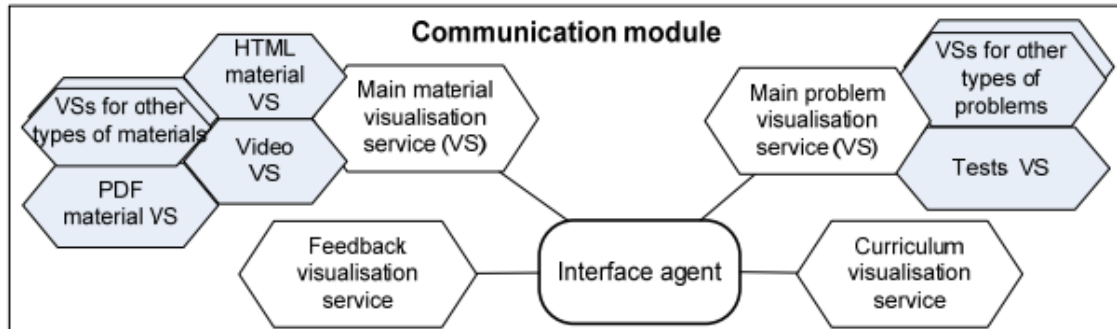 Communication module
HTML
material
VS
VSs for other
types of materials
Video
VS
PDF
material VS
Main material
visualisation
service (VS)
Main problem
visualisation
service (VS)
VSs for other
types of
problems
Tests VS
Feedback
visualisation
service
Interface agent
Curriculum
visualisation
service